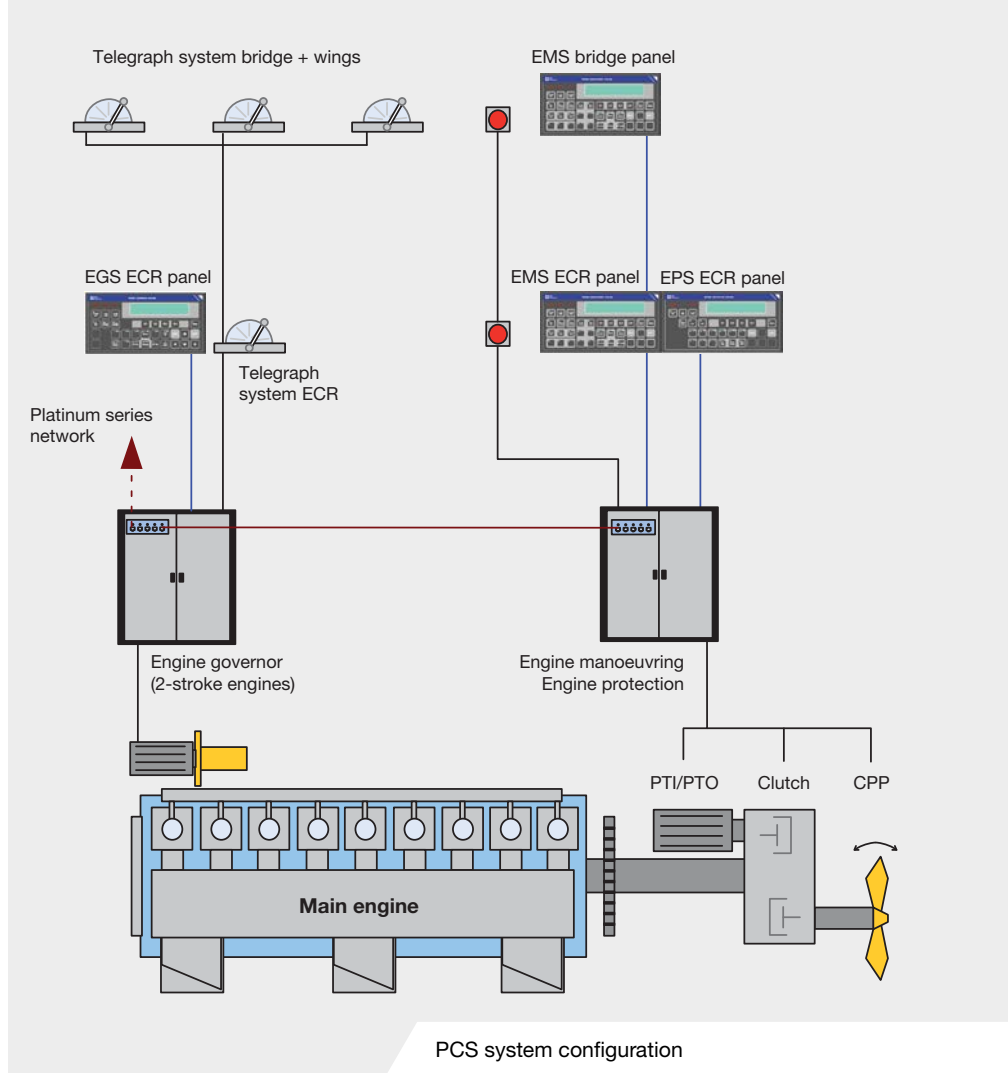 Telegraph system bridge + wings
EMS bridge panel
EGS ECR panel
EMS ECR panel
EPS ECR panel
Telegraph
system ECR
Platinum series
network
Engine governor
(2-stroke engines)
Engine manoeuvring
Engine protection
PTI/PTO
Clutch
CPP
Main engine
PCS system configuration